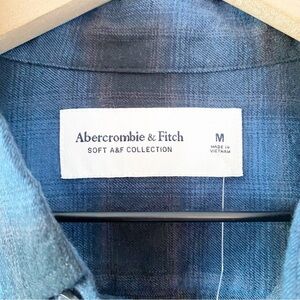 Abercrombie & Fitch
SOFT A&F COLLECTION
M
MADE IN
VIETNAM